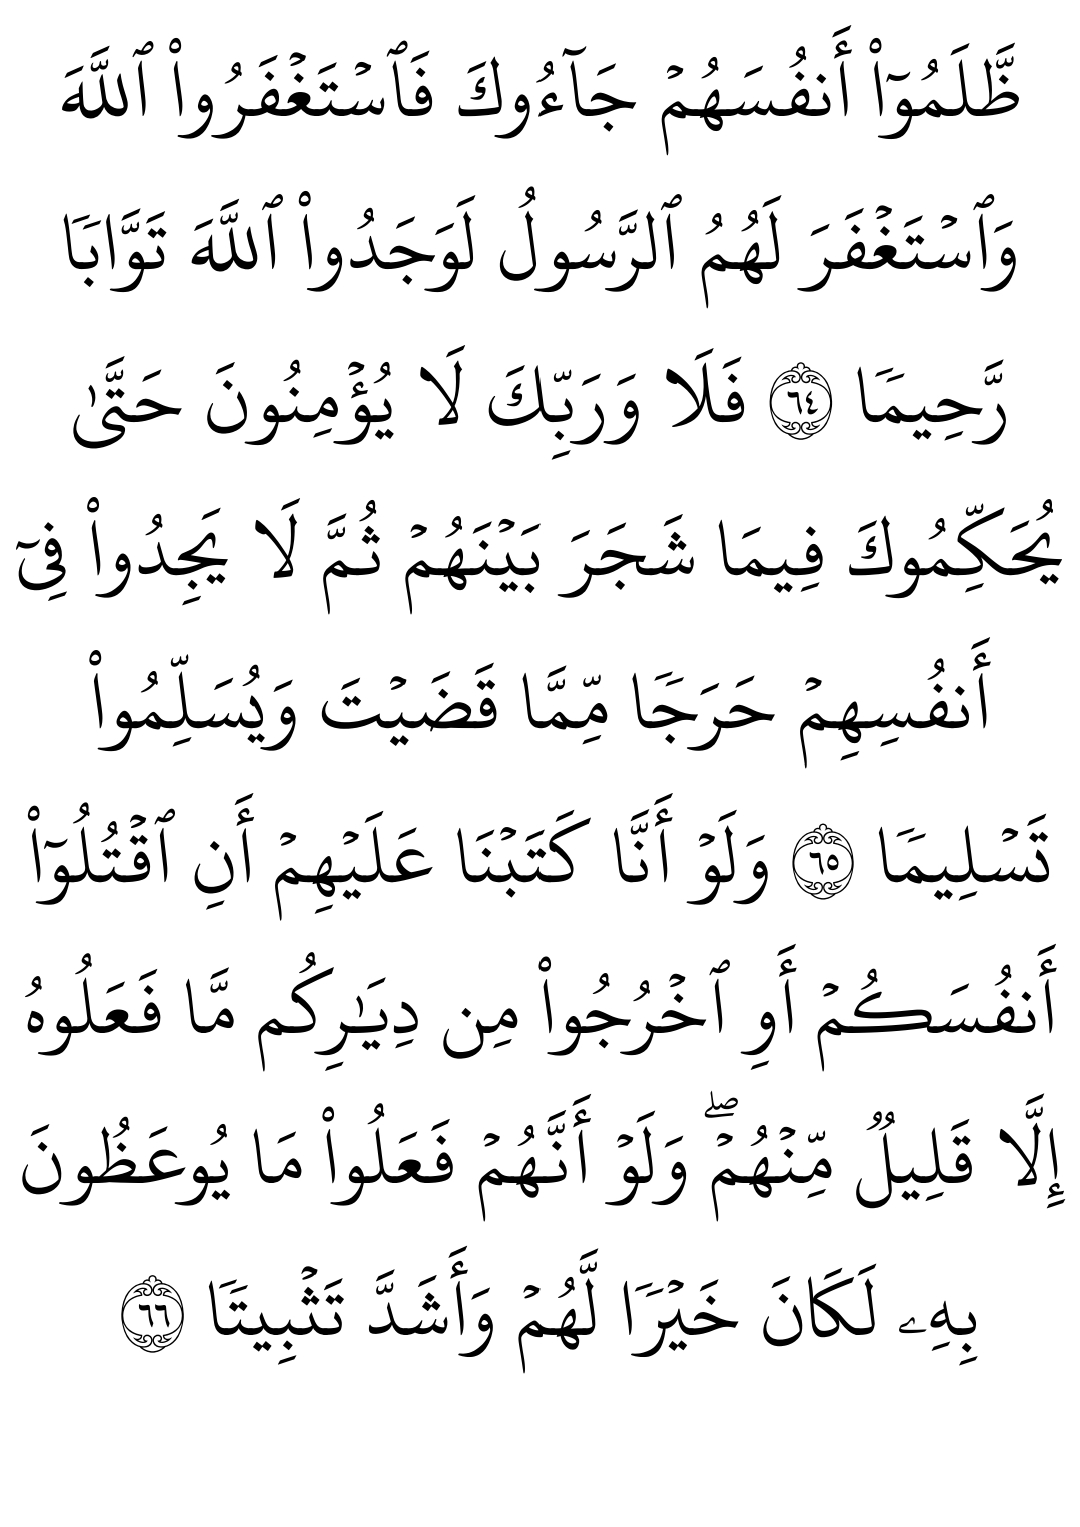 ظَّلَمُوٓاْ أَنفُسَهُمۡ جَآءُوكَ فَٱسۡتَغۡفَرُواْ ٱللَّهَ
وَٱسۡتَغۡفَرَ لَهُمُ ٱلرَّسُولُ لَوَجَدُواْ ٱللَّهَ تَوَّابٗا
رَّحِيمٗا ٦٤ فَلَا وَرَبِّكَ لَا يُؤۡمِنُونَ حَتَّىٰ
يُحَكِّمُوكَ فِيمَا شَجَرَ بَيۡنَهُمۡ ثُمَّ لَا يَجِدُواْ فِيٓ
أَنفُسِهِمۡ حَرَجٗا مِّمَّا قَضَيۡتَ وَيُسَلِّمُواْ
تَسۡلِيمٗا ٦٥ وَلَوۡ أَنَّا كَتَبۡنَا عَلَيۡهِمۡ أَنِ ٱقۡتُلُوٓاْ
أَنفُسَكُمۡ أَوِ ٱخۡرُجُواْ مِن دِيَٰرِكُم مَّا فَعَلُوهُ
إِلَّا قَلِيلٞ مِّنۡهُمۡۖ وَلَوۡ أَنَّهُمۡ فَعَلُواْ مَا يُوعَظُونَ
بِهِۦ لَكَانَ خَيۡرٗا لَّهُمۡ وَأَشَدَّ تَثۡبِيتٗا ٦٦